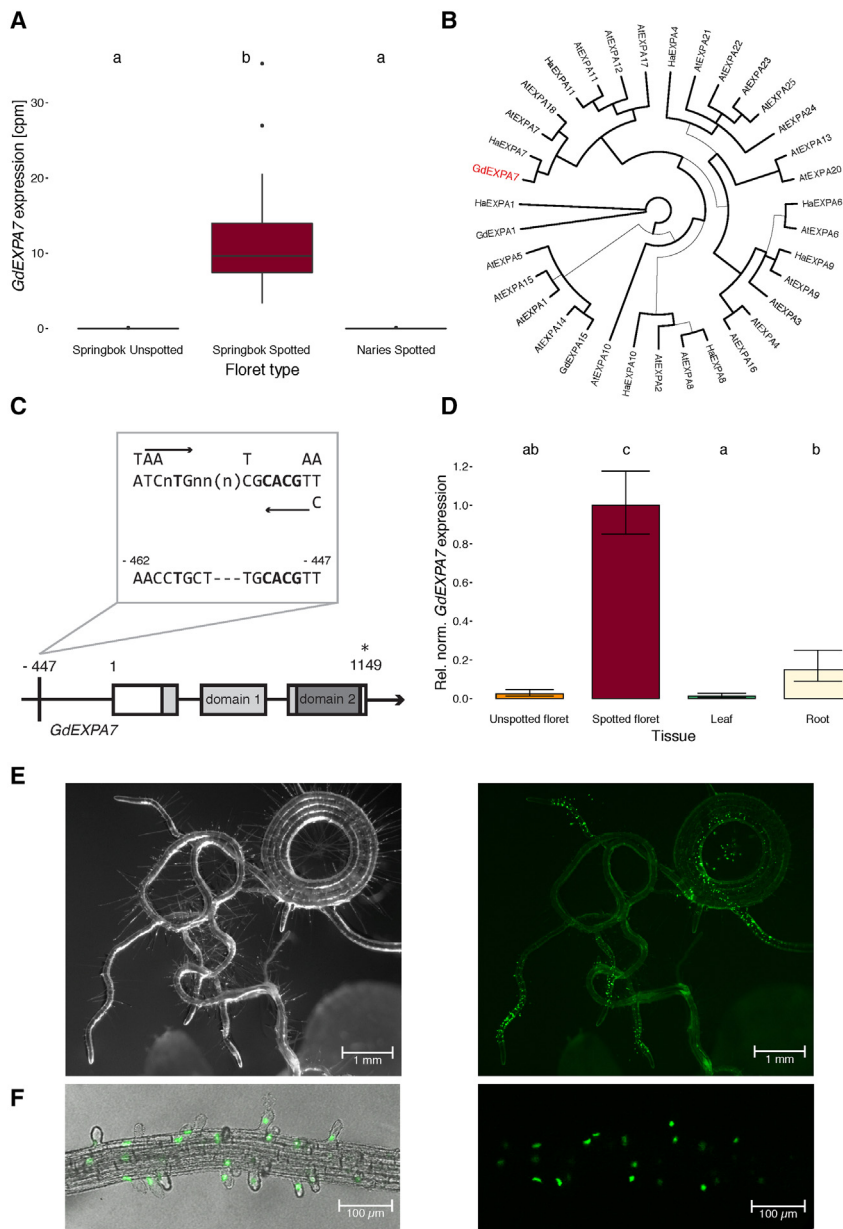 A
a
b
a
GdEXPA7 expression [cpm]
30
20
10
0
Springbok Unspotted
Springbok Spotted
Naries Spotted
Floret type
B
HaEXPA4
AtEXPA21
AtEXPA22
AtEXPA23
AtEXPA25
AtEXPA24
AtEXPA13
AtEXPA20
HaEXPA6
AtEXPA6
HaEXPA9
AtEXPA9
AtEXPA3
AtEXPA4
AtEXPA16
HaEXPA8
AtEXPA8
AtEXPA2
HaEXPA10
AtEXPA10
GdEXPA15
AtEXPA14
AtEXPA1
AtEXPA15
AtEXPA5
GdEXPA1
HaEXPA1
GdEXPA7
HaEXPA7
AtEXPA7
AtEXPA18
HaEXPA11
AtEXPA11
AtEXPA12
AtEXPA17
C
TAA T AA
ATCnTGnn(n)CGCACGTT
C
- 462 - 447
AACCTGCT---TGCACGTT
*
- 447 1 1149
domain 1 domain 2
GdEXPA7
D
ab
c
a
b
Rel. norm. GdEXPA7 expression
1.2
1.0
0.8
0.6
0.4
0.2
0.0
Unspotted floret
Spotted floret
Leaf
Root
Tissue
E
1 mm
1 mm
F
100 µm
100 µm